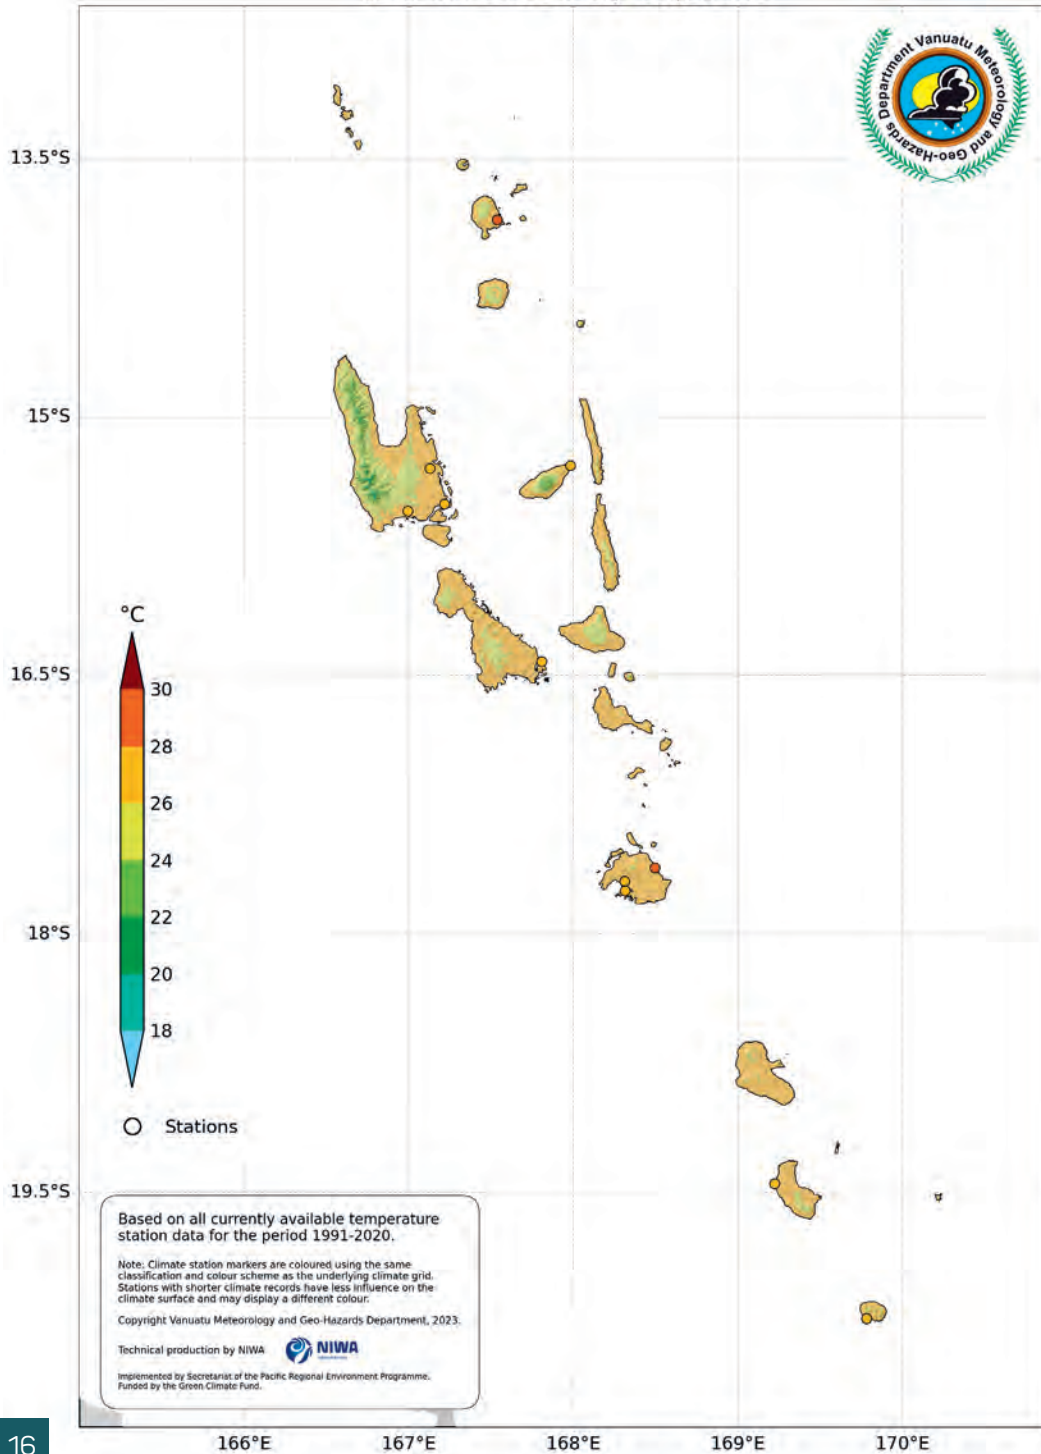 Vanuatu Meteorology and Geo-Hazards Department
13.5°S
15°S
16.5°S
18°S
19.5°S
°C
30
28
26
24
22
20
18
Stations
Based on all currently available temperature
station data for the period 1991-2020.
Note: Climate station markers are coloured using the same
classification and colour scheme as the underlying climate grid.
Stations with shorter climate records have less influence on the
climate surface and may display a different colour.
Copyright Vanuatu Meteorology and Geo-Hazards Department, 2023.
Technical production by NIWA
NIWA
Implemented by Secretariat of the Pacific Regional Environment Programme.
Funded by the Green Climate Fund.
166°E
167°E
168°E
169°E
170°E
16